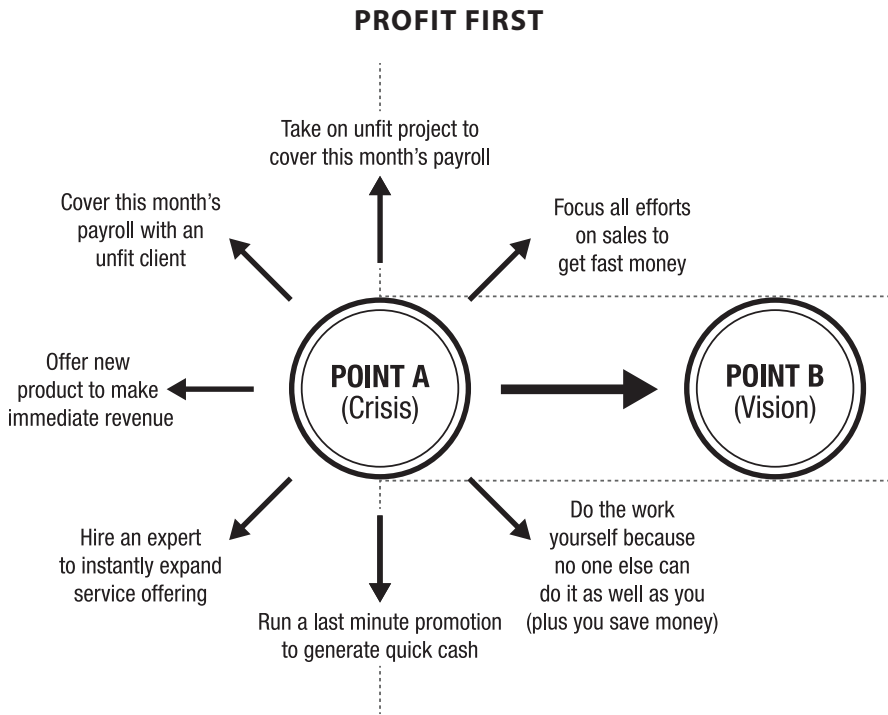 PROFIT FIRST
Take on unfit project to
cover this month's payroll
Cover this month's
payroll with an
unfit client
Focus all efforts
on sales to
get fast money
Offer new
product to make
immediate revenue
POINT A
(Crisis)
POINT B
(Vision)
Hire an expert
to instantly expand
service offering
Run a last minute promotion
to generate quick cash
Do the work
yourself because
no one else can
do it as well as you
(plus you save money)